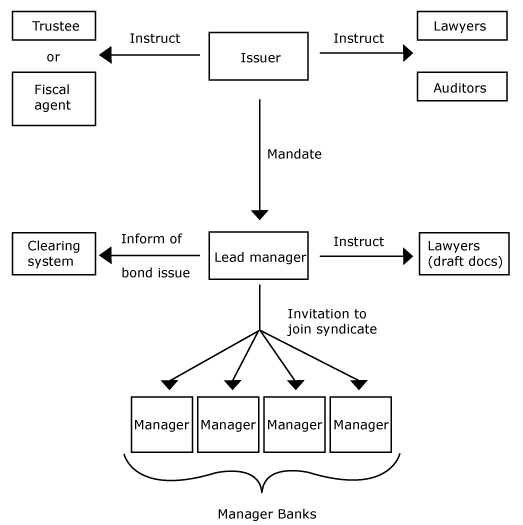 Trustee
or
Fiscal
agent
Instruct
Issuer
Instruct
Lawyers
Auditors
Mandate
Clearing
system
Inform of
bond issue
Lead manager
Instruct
Lawyers
(draft docs)
Invitation to
join syndicate
Manager
Manager
Manager
Manager
Manager Banks